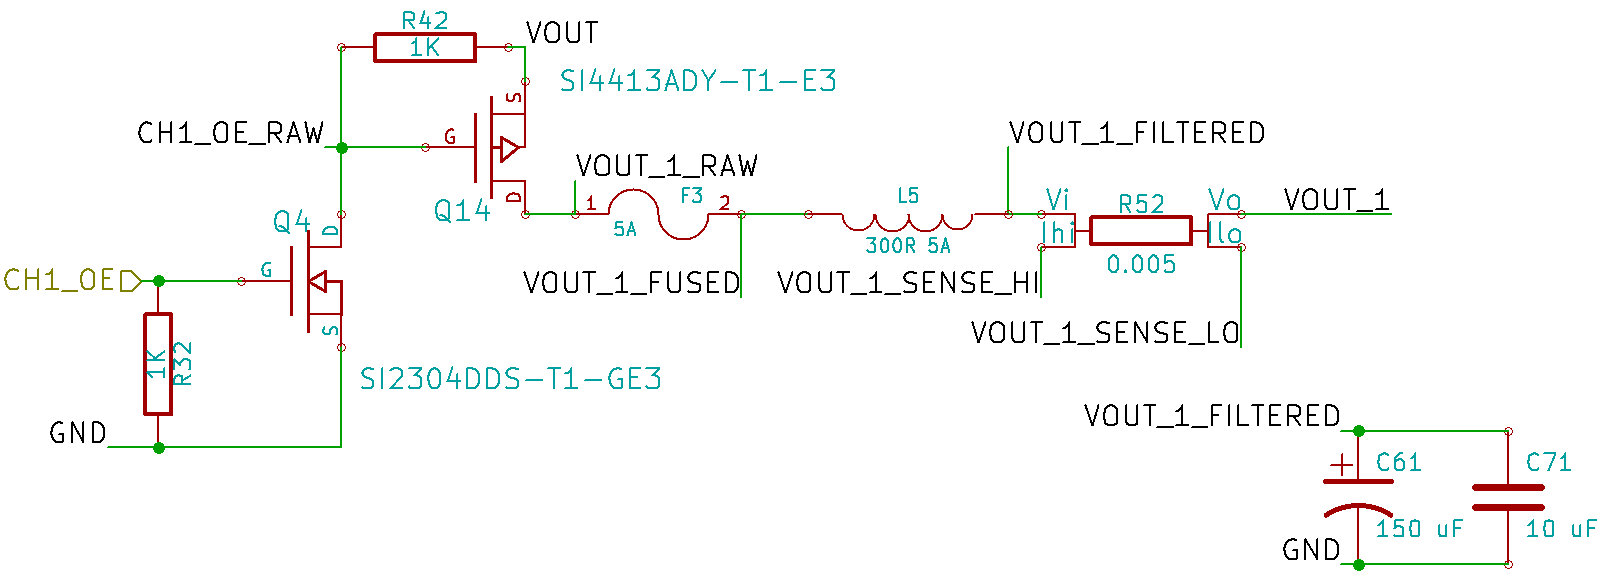 R42
1K
VOUT
SI4413ADY-T1-E3
S
G
D
Q14
CH1_OE_RAW
VOUT_1_RAW
1
F3
2
5A
VOUT_1_FUSED
L5
300R 5A
VOUT_1_FILTERED
Vi
Ihi
R52
0.005
Vo
Ilo
VOUT_1
VOUT_1_SENSE_HI
VOUT_1_SENSE_LO
Q4
D
G
S
CH1_OE
1K
R32
SI2304DDS-T1-GE3
GND
VOUT_1_FILTERED
+
C61
150 uF
C71
10 uF
GND